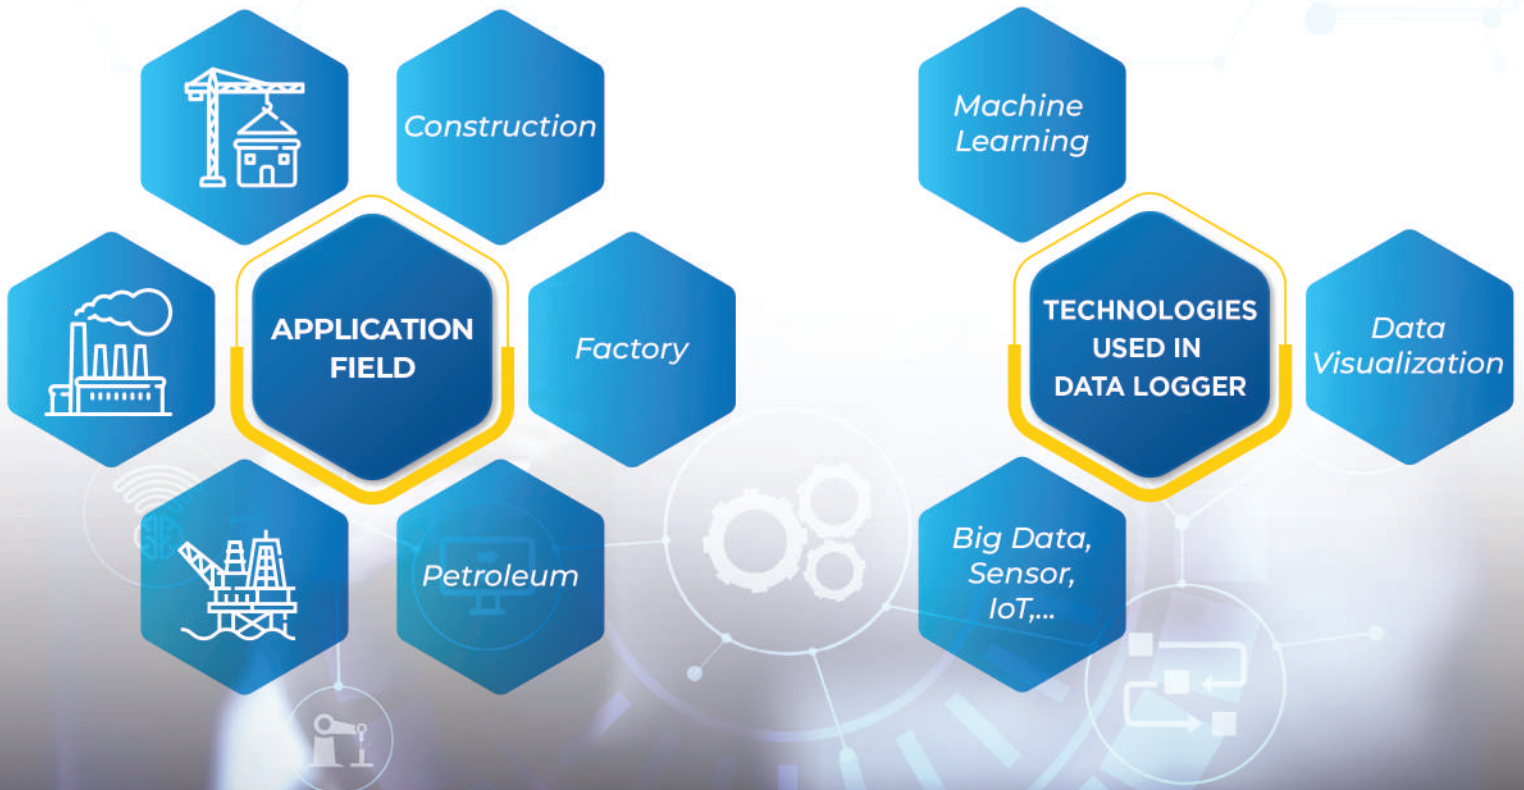 Construction
APPLICATION
FIELD
Factory
Petroleum
Machine
Learning
TECHNOLOGIES
USED IN
DATA LOGGER
Data
Visualization
Big Data,
Sensor,
IoT,...